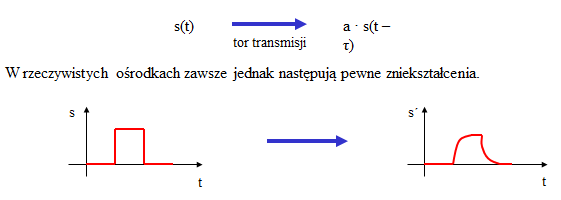 s(t) a · s(t –
tor transmisji τ)
W rzeczywistych ośrodkach zawsze jednak następują pewne zniekształcenia.
s s´
t t